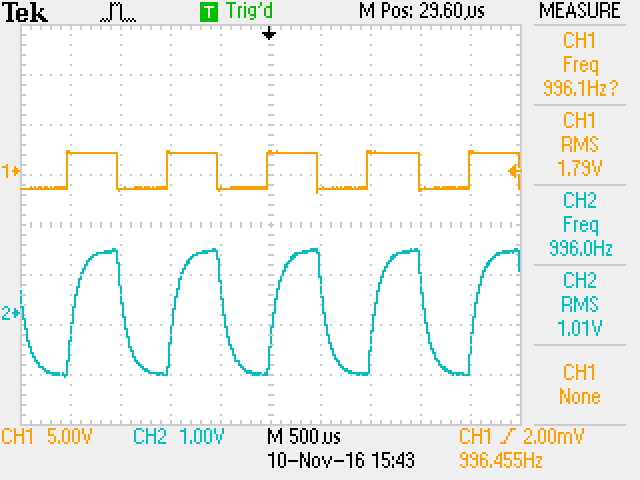 Tek
T Trig'd
M Pos: 29.60µs
MEASURE
CH1
Freq
996.1Hz?
CH1
RMS
1.79V
CH2
Freq
996.0Hz
CH2
RMS
1.01V
CH1
None
1
2
CH1 5.00V
CH2 1.00V
M 500µs
CH1 2.00mV
10-Nov-16 15:43
996.455Hz